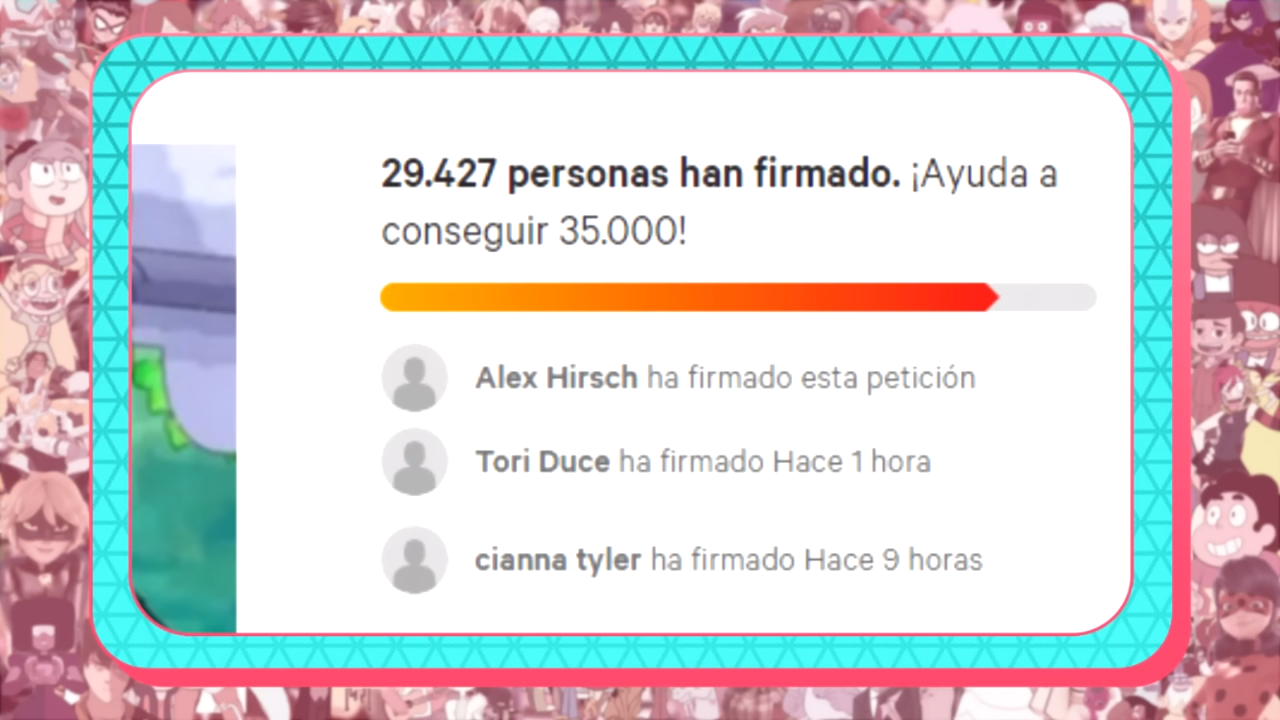 29.427 personas han firmado. ¡Ayuda a
conseguir 35.000!
Alex Hirsch ha firmado esta petición
Tori Duce ha firmado Hace 1 hora
cianna tyler ha firmado Hace 9 horas